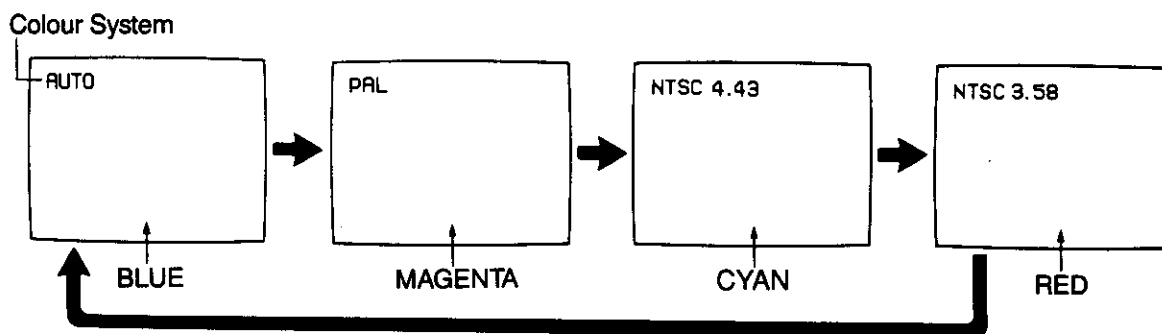 Colour System
AUTO
PAL
NTSC 4.43
NTSC 3.58
BLUE
MAGENTA
CYAN
RED